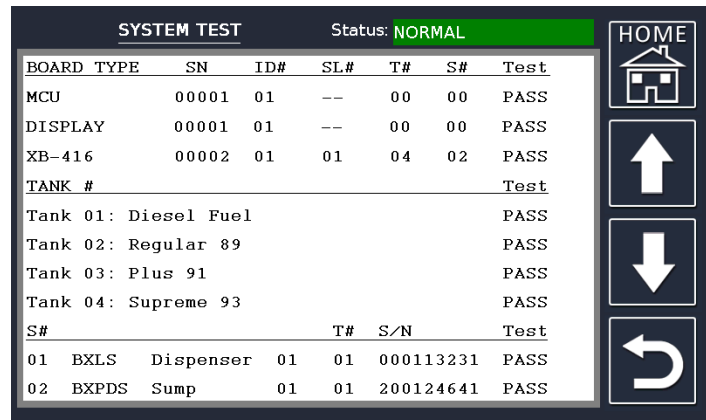 SYSTEM TEST Status: NORMAL HOME
BOARD TYPE SN ID# SL# T# S# Test
MCU 00001 01 -- 00 00 PASS
DISPLAY 00001 01 -- 00 00 PASS
XB-416 00002 01 01 04 02 PASS
TANK # Test
Tank 01: Diesel Fuel PASS
Tank 02: Regular 89 PASS
Tank 03: Plus 91 PASS
Tank 04: Supreme 93 PASS
S# T# S/N Test
01 BXLS Dispenser 01 01 000113231 PASS
02 BXPDS Sump 01 01 200124641 PASS